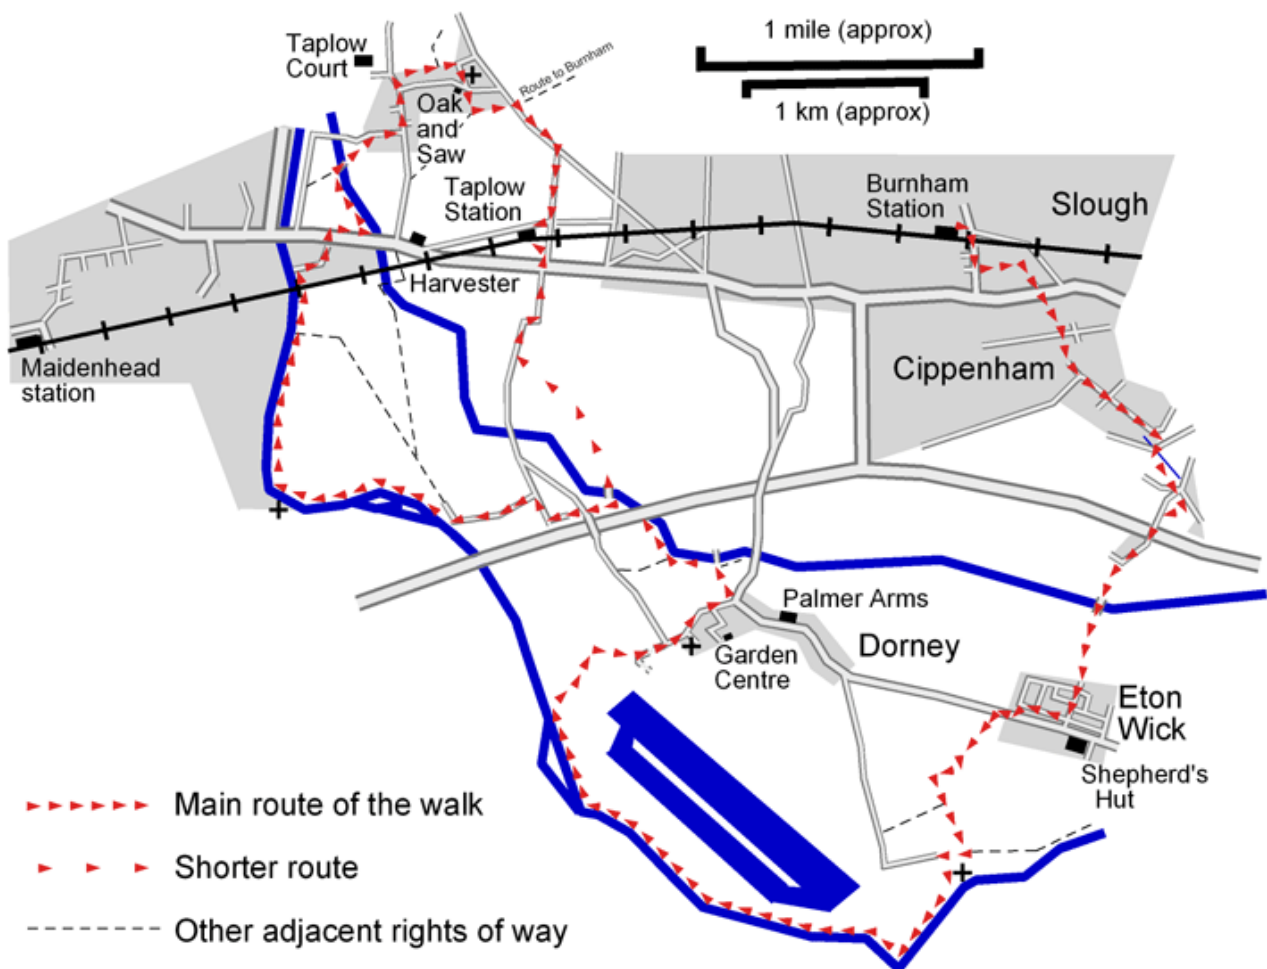 Taplow
Court
Route to Burnham
1 mile (approx)
1 km (approx)
Oak
and
Saw
Taplow
Station
Burnham
Station
Slough
Harvester
Maidenhead
station
Cippenham
Palmer Arms
Dorney
Garden
Centre
Eton
Wick
Shepherd's
Hut
Main route of the walk
Shorter route
Other adjacent rights of way